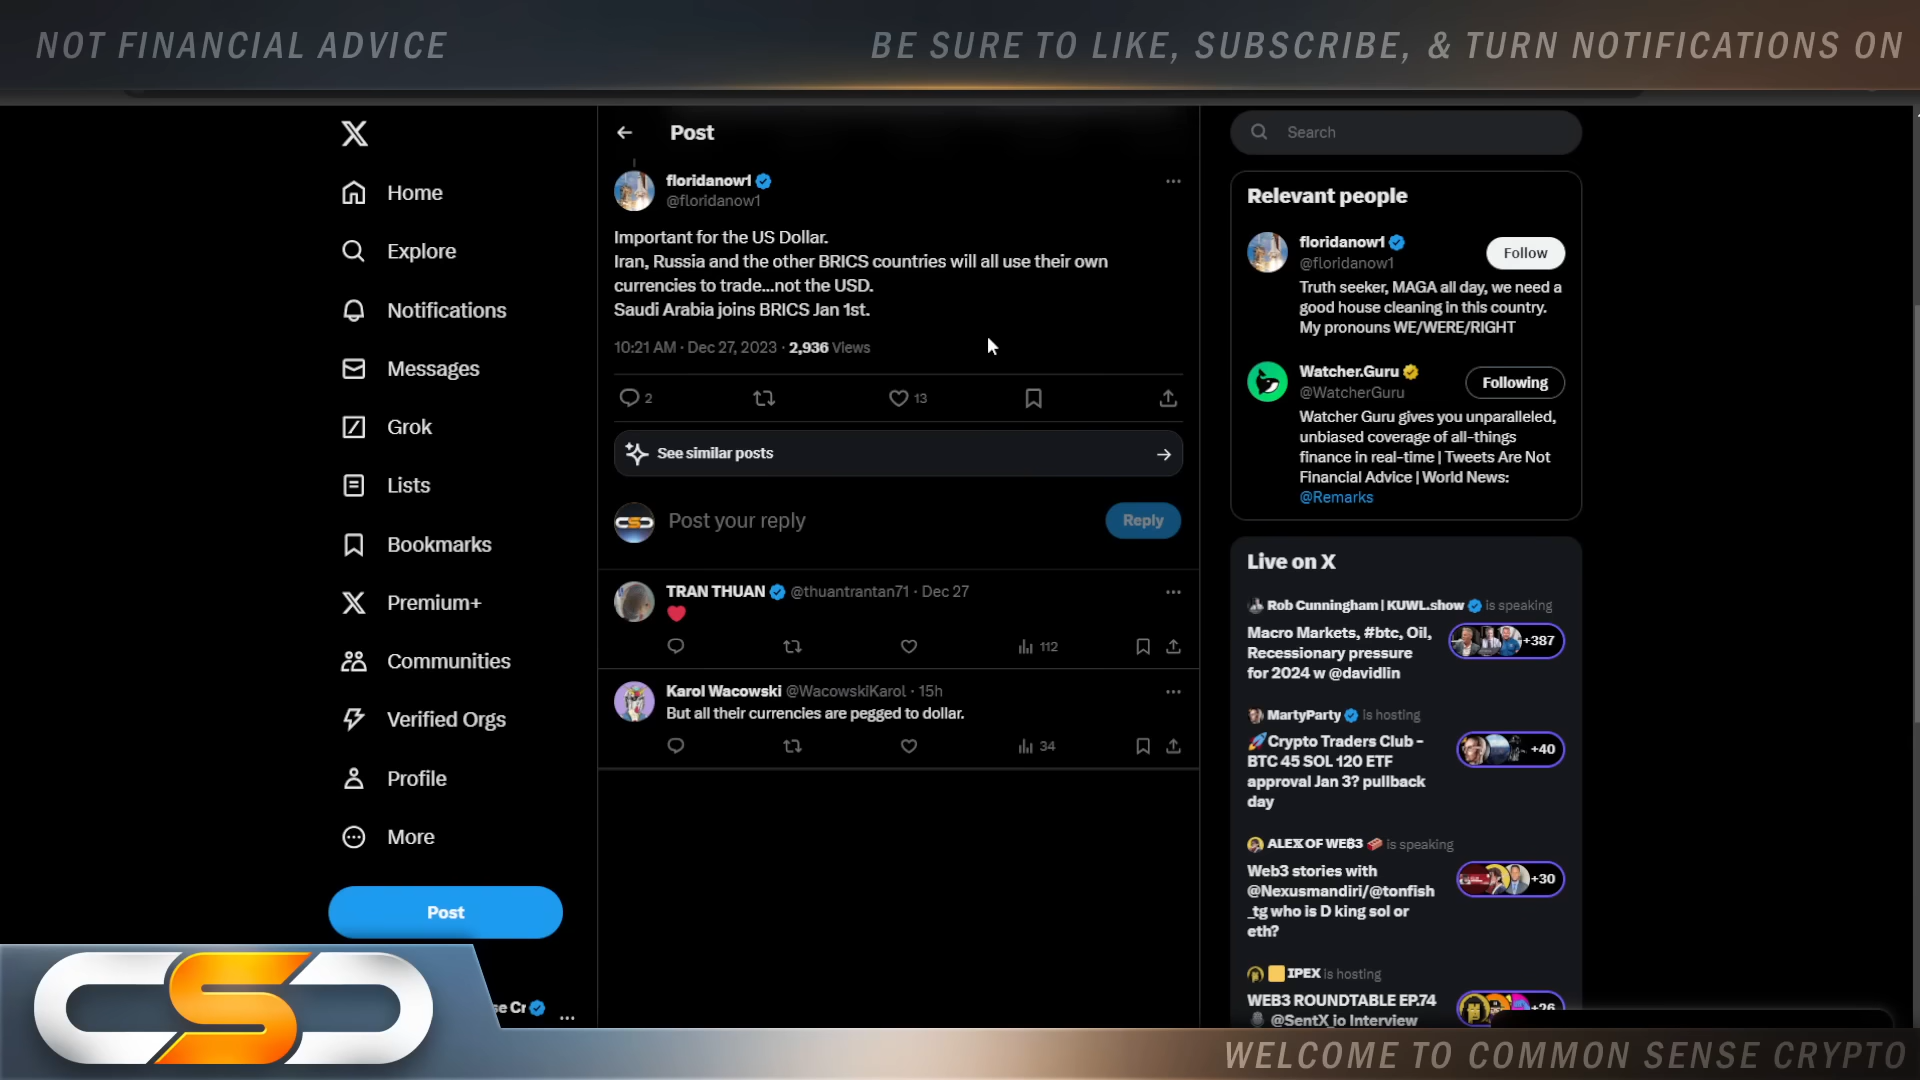 NOT FINANCIAL ADVICE
BE SURE TO LIKE, SUBSCRIBE, & TURN NOTIFICATIONS ON
Home
Explore
Notifications
Messages
Grok
Lists
Bookmarks
Premium+
Communities
Verified Orgs
Profile
More
Post
se Cr
Post
floridanow1
@floridanow1
Important for the US Dollar.
Iran, Russia and the other BRICS countries will all use their own
currencies to trade...not the USD.
Saudi Arabia joins BRICS Jan 1st.
10:21 AM · Dec 27, 2023 · 2,936 Views
2
13
See similar posts
Post your reply
Reply
TRAN THUAN @thuantrantan71 · Dec 27
❤️
112
Karol Wacowski @WacowskiKarol · 15h
But all their currencies are pegged to dollar.
34
Search
Relevant people
floridanow1
@floridanow1
Follow
Truth seeker, MAGA all day, we need a
good house cleaning in this country.
My pronouns WE/WERE/RIGHT
Watcher.Guru
@WatcherGuru
Following
Watcher Guru gives you unparalleled,
unbiased coverage of all-things
finance in real-time | Tweets Are Not
Financial Advice | World News:
@Remarks
Live on X
Rob Cunningham | KUWL.show is speaking
Macro Markets, #btc, Oil,
Recessionary pressure
for 2024 w @davidlin
+387
MartyParty is hosting
🚀Crypto Traders Club -
BTC 45 SOL 120 ETF
approval Jan 3? pullback
day
+40
ALEX OF WEB3 is speaking
Web3 stories with
@Nexusmandiri/@tonfish
_tg who is D king sol or
eth?
+30
IPEX is hosting
WEB3 ROUNDTABLE EP.74
🎙️ @SentX_io Interview
+26
CSC
WELCOME TO COMMON SENSE CRYPTO